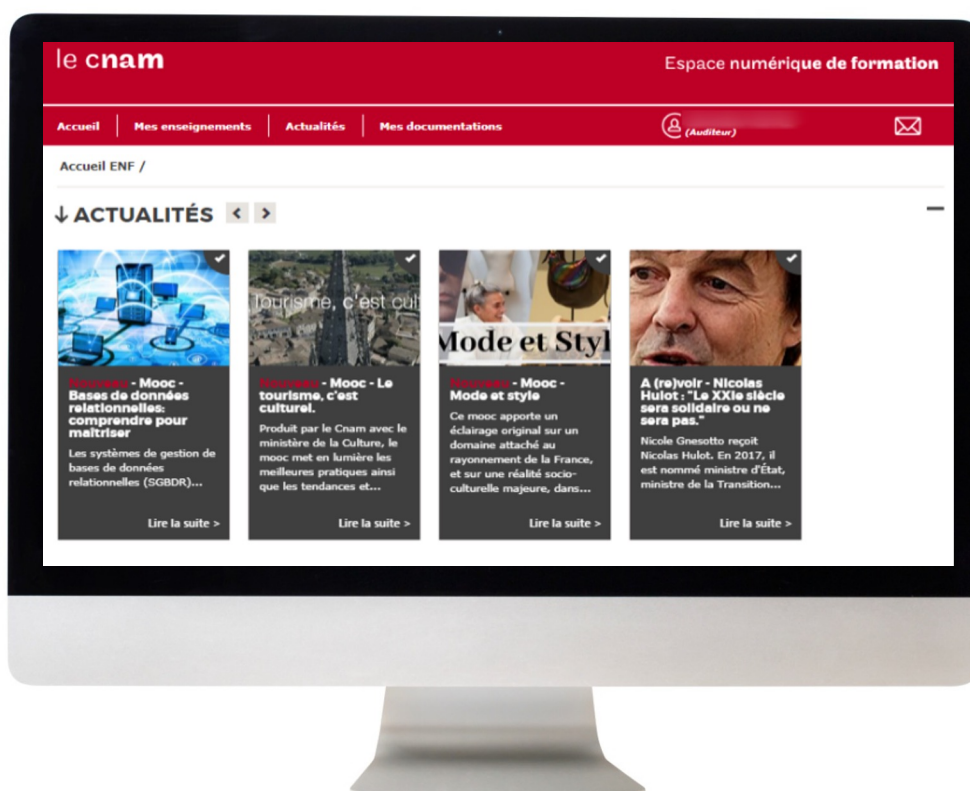 le cnam
Espace numérique de formation
Accueil
Mes enseignements
Actualités
Mes documentations
(Auditeur)
Accueil ENF /
↓ ACTUALITÉS < >
Nouveau - Mooc -
Bases de données
relationnelles:
comprendre pour
maîtriser
Les systèmes de gestion de
bases de données
relationnelles (SGBDR)...
Lire la suite >
Tourisme, c'est cul
Nouveau - Mooc - Le
tourisme, c'est
culturel.
Produit par le Cnam avec le
ministère de la Culture, le
mooc met en lumière les
meilleures pratiques ainsi
que les tendances et...
Lire la suite >
Mode et Styl
Nouveau - Mooc -
Mode et style
Ce mooc apporte un
éclairage original sur un
domaine attaché au
rayonnement de la France,
et sur une réalité socio-
culturelle majeure, dans...
Lire la suite >
A (re)voir - Nicolas
Hulot : "Le XXIe siècle
sera solidaire ou ne
sera pas."
Nicole Gnesotto reçoit
Nicolas Hulot. En 2017, il
est nommé ministre d'État,
ministre de la Transition...
Lire la suite >